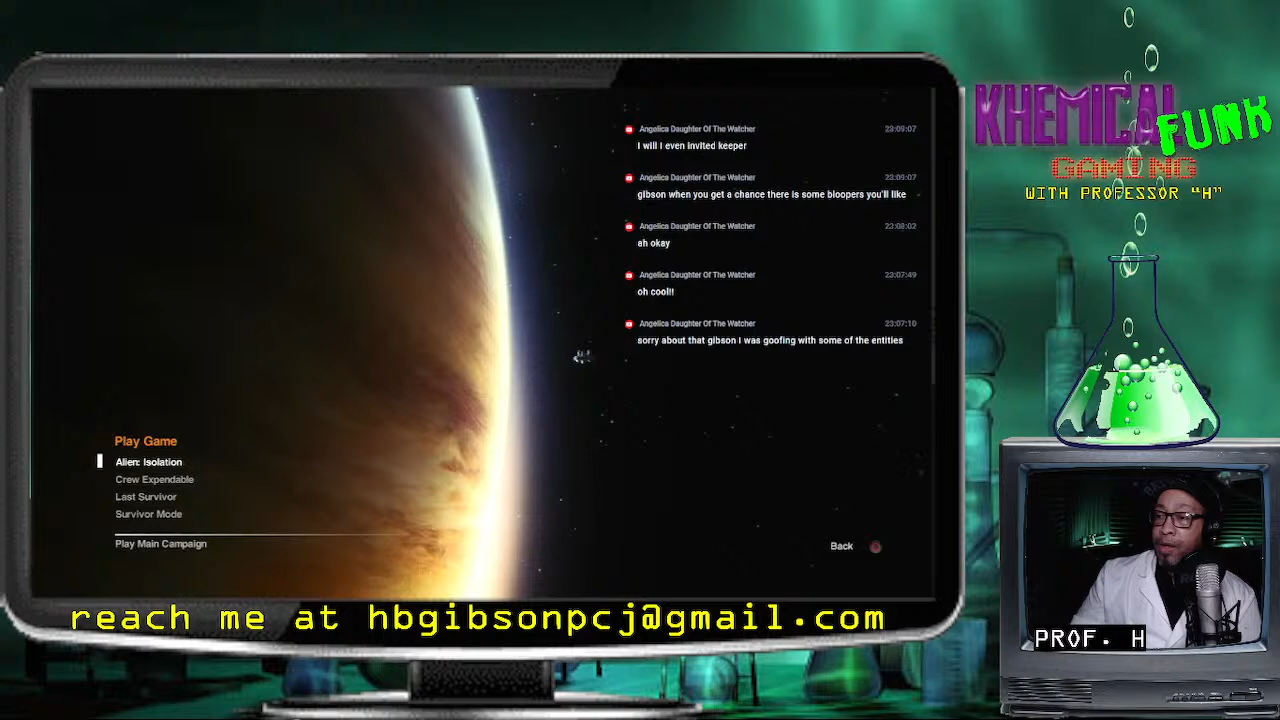 Angelica Daughter Of The Watcher 23:09:07
I will I even invited keeper
Angelica Daughter Of The Watcher 23:09:07
gibson when you get a chance there is some bloopers you'll like
Angelica Daughter Of The Watcher 23:08:02
ah okay
Angelica Daughter Of The Watcher 23:07:49
oh cool!!
Angelica Daughter Of The Watcher 23:07:10
sorry about that gibson I was goofing with some of the entities
Play Game
Alien: Isolation
Crew Expendable
Last Survivor
Survivor Mode
Play Main Campaign
Back
reach me at hbgibsonpcj@gmail.com
KHEMICAL
FUNK
GAMING
WITH PROFESSOR "H"
PROF. H